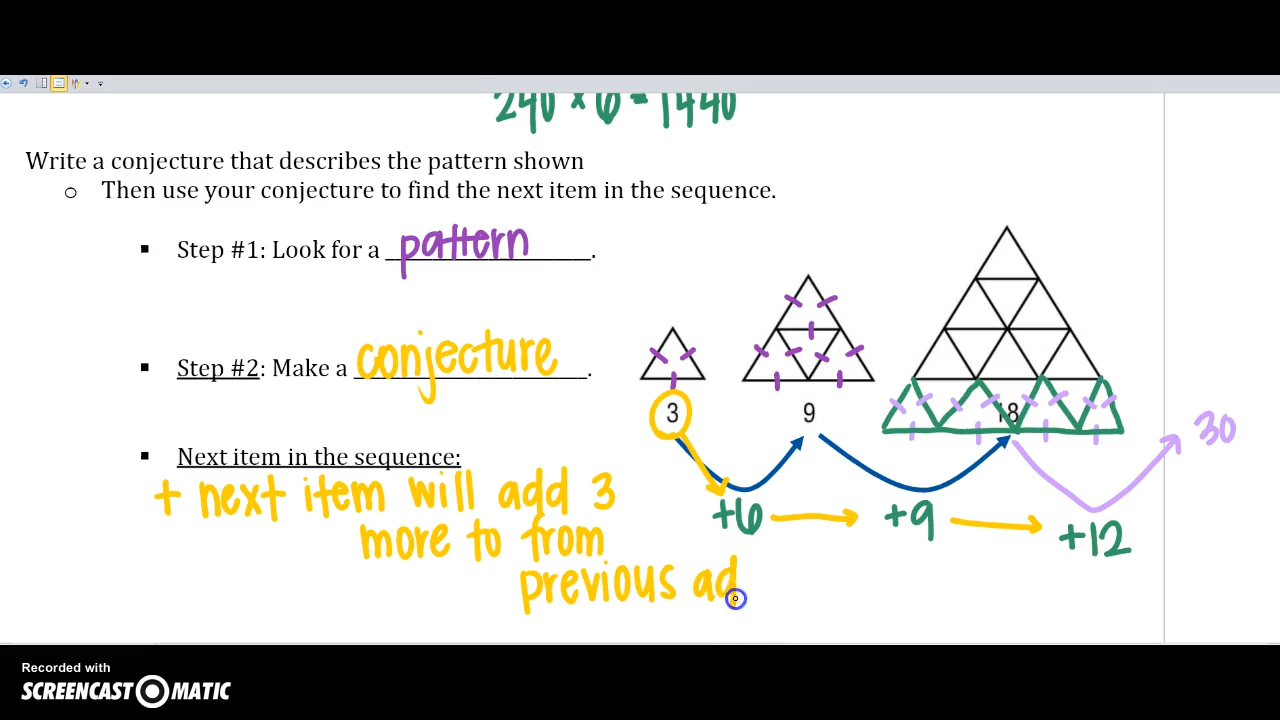 240 × 6 = 1440
Write a conjecture that describes the pattern shown
o Then use your conjecture to find the next item in the sequence.
▪ Step #1: Look for a pattern.
▪ Step #2: Make a conjecture.
3 9 18 30
▪ Next item in the sequence:
+ next item will add 3
more to from
previous ad
+6 +9 +12
Recorded with
SCREENCAST O MATIC